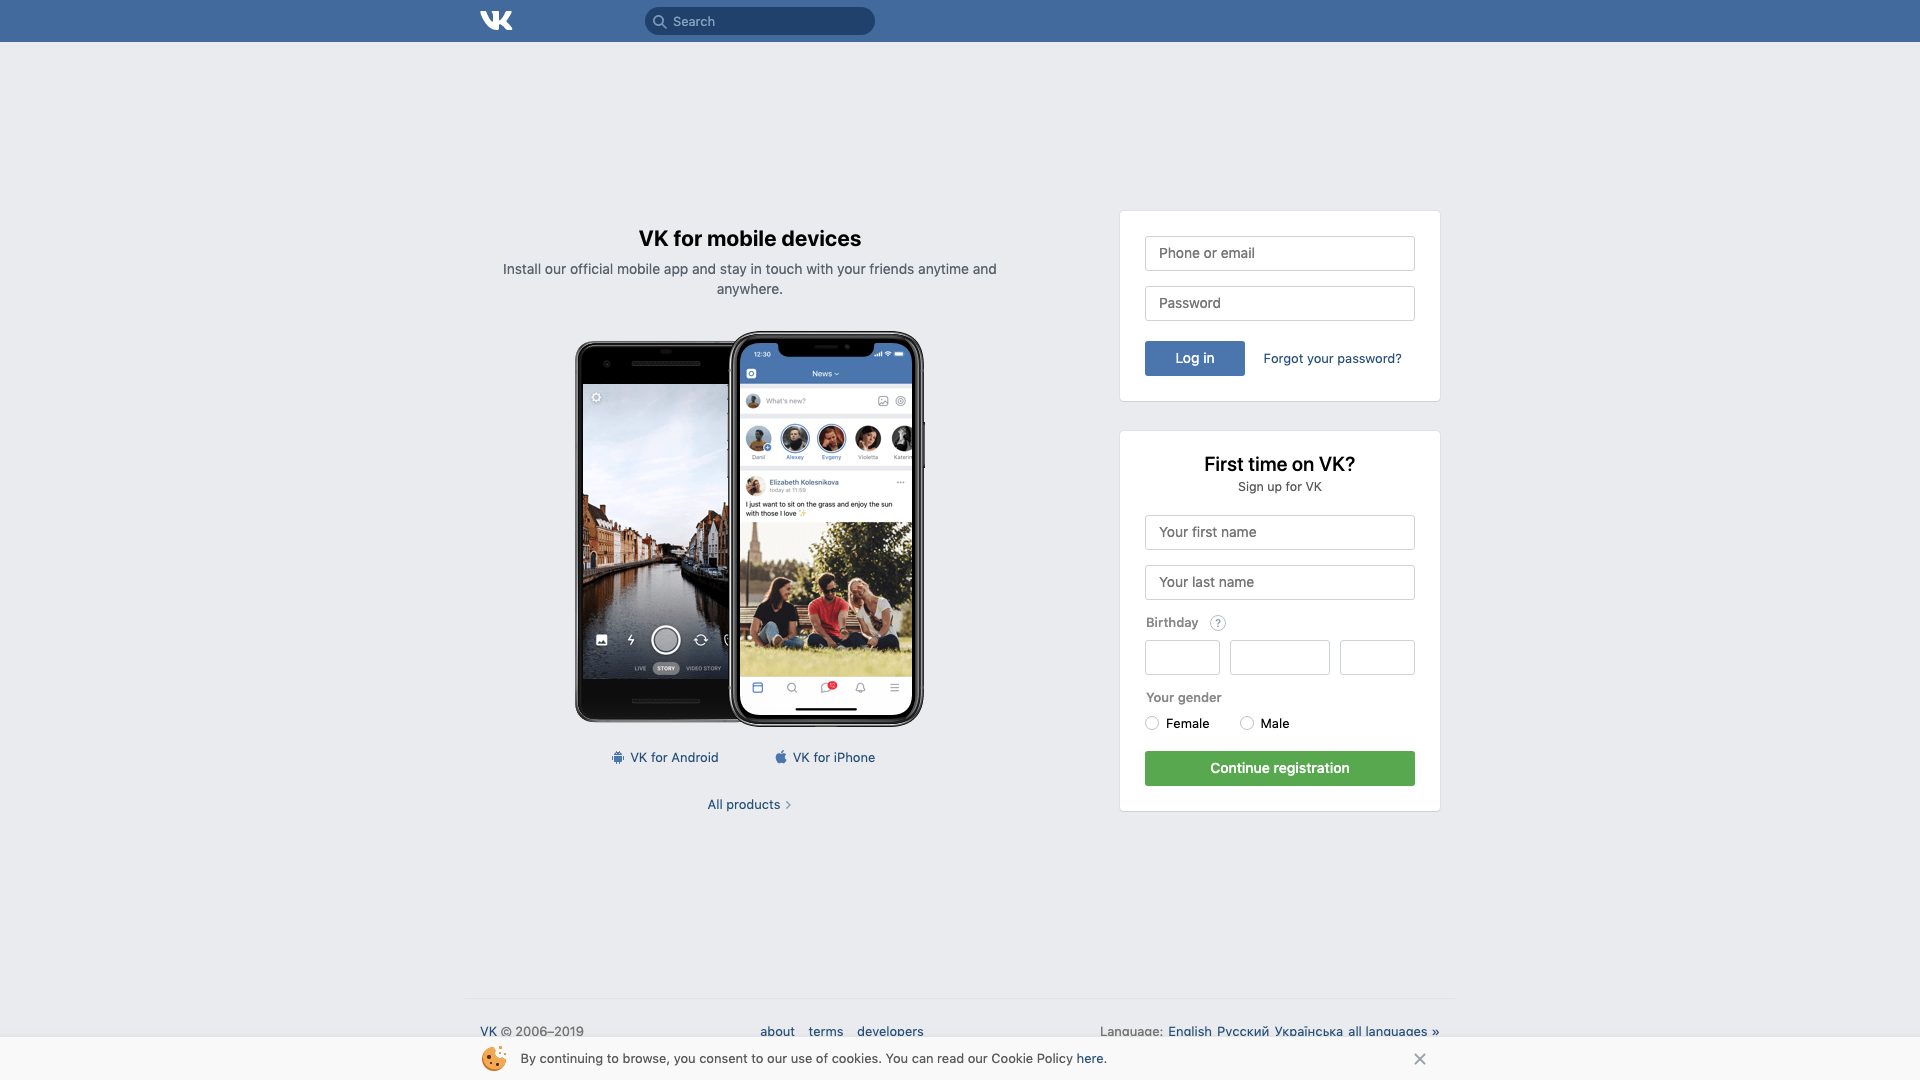 Search
VK for mobile devices
Install our official mobile app and stay in touch with your friends anytime and
anywhere.
12:30
News
What's new?
Danil
Alexey
Evgeny
Violetta
Elizabeth Kolesnikova
today at 11:59
I just want to sit on the grass and enjoy the sun
with those I love ✨
LIVE
STORY
VIDEO STORY
VK for Android
VK for iPhone
All products
Phone or email
Password
Log in
Forgot your password?
First time on VK?
Sign up for VK
Your first name
Your last name
Birthday ?
Your gender
Female
Male
Continue registration
VK © 2006–2019
about terms developers
Language: English Русский Українська all languages »
By continuing to browse, you consent to our use of cookies. You can read our Cookie Policy here.